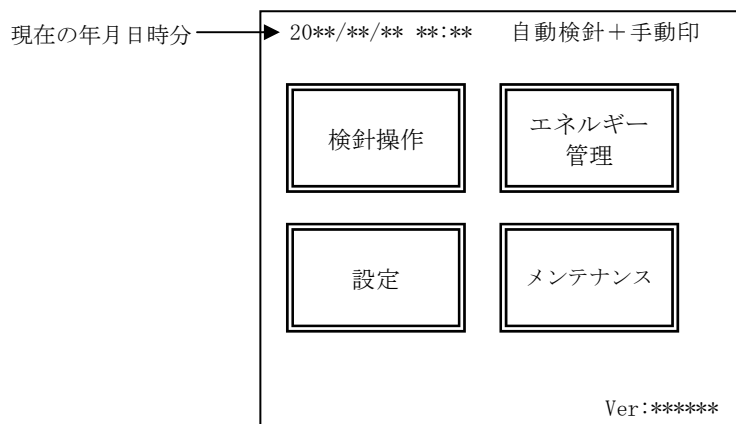 現在の年月日時分
20**/**/** **:** 自動検針＋手動印
検針操作
エネルギー
管理
設定
メンテナンス
Ver:******